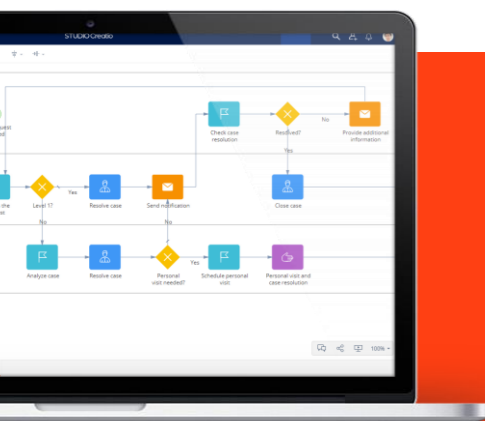 STUDIO Creatio
Check case
resolution
Resolved?
No
Provide additional
information
Yes
the
Level 1?
Yes
Resolve case
Send notification
Close case
No
No
Analyze case
Resolve case
Personal
visit needed?
Yes
Schedule personal
visit
Personal visit and
case resolution
100%